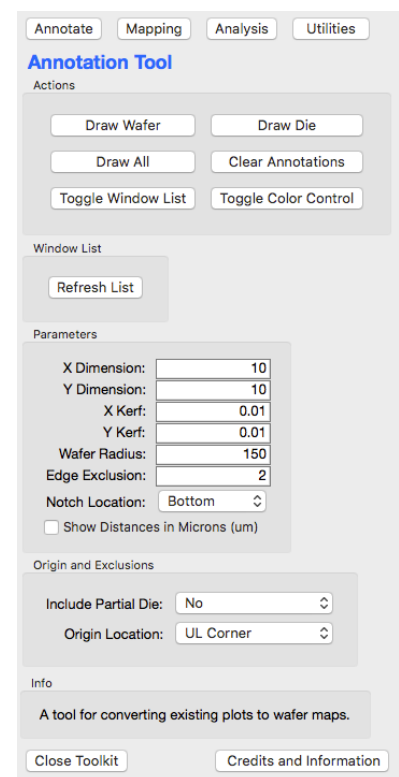 Annotate Mapping Analysis Utilities
Annotation Tool
Actions
Draw Wafer Draw Die
Draw All Clear Annotations
Toggle Window List Toggle Color Control
Window List
Refresh List
Parameters
X Dimension: 10
Y Dimension: 10
X Kerf: 0.01
Y Kerf: 0.01
Wafer Radius: 150
Edge Exclusion: 2
Notch Location: Bottom
Show Distances in Microns (um)
Origin and Exclusions
Include Partial Die: No
Origin Location: UL Corner
Info
A tool for converting existing plots to wafer maps.
Close Toolkit Credits and Information